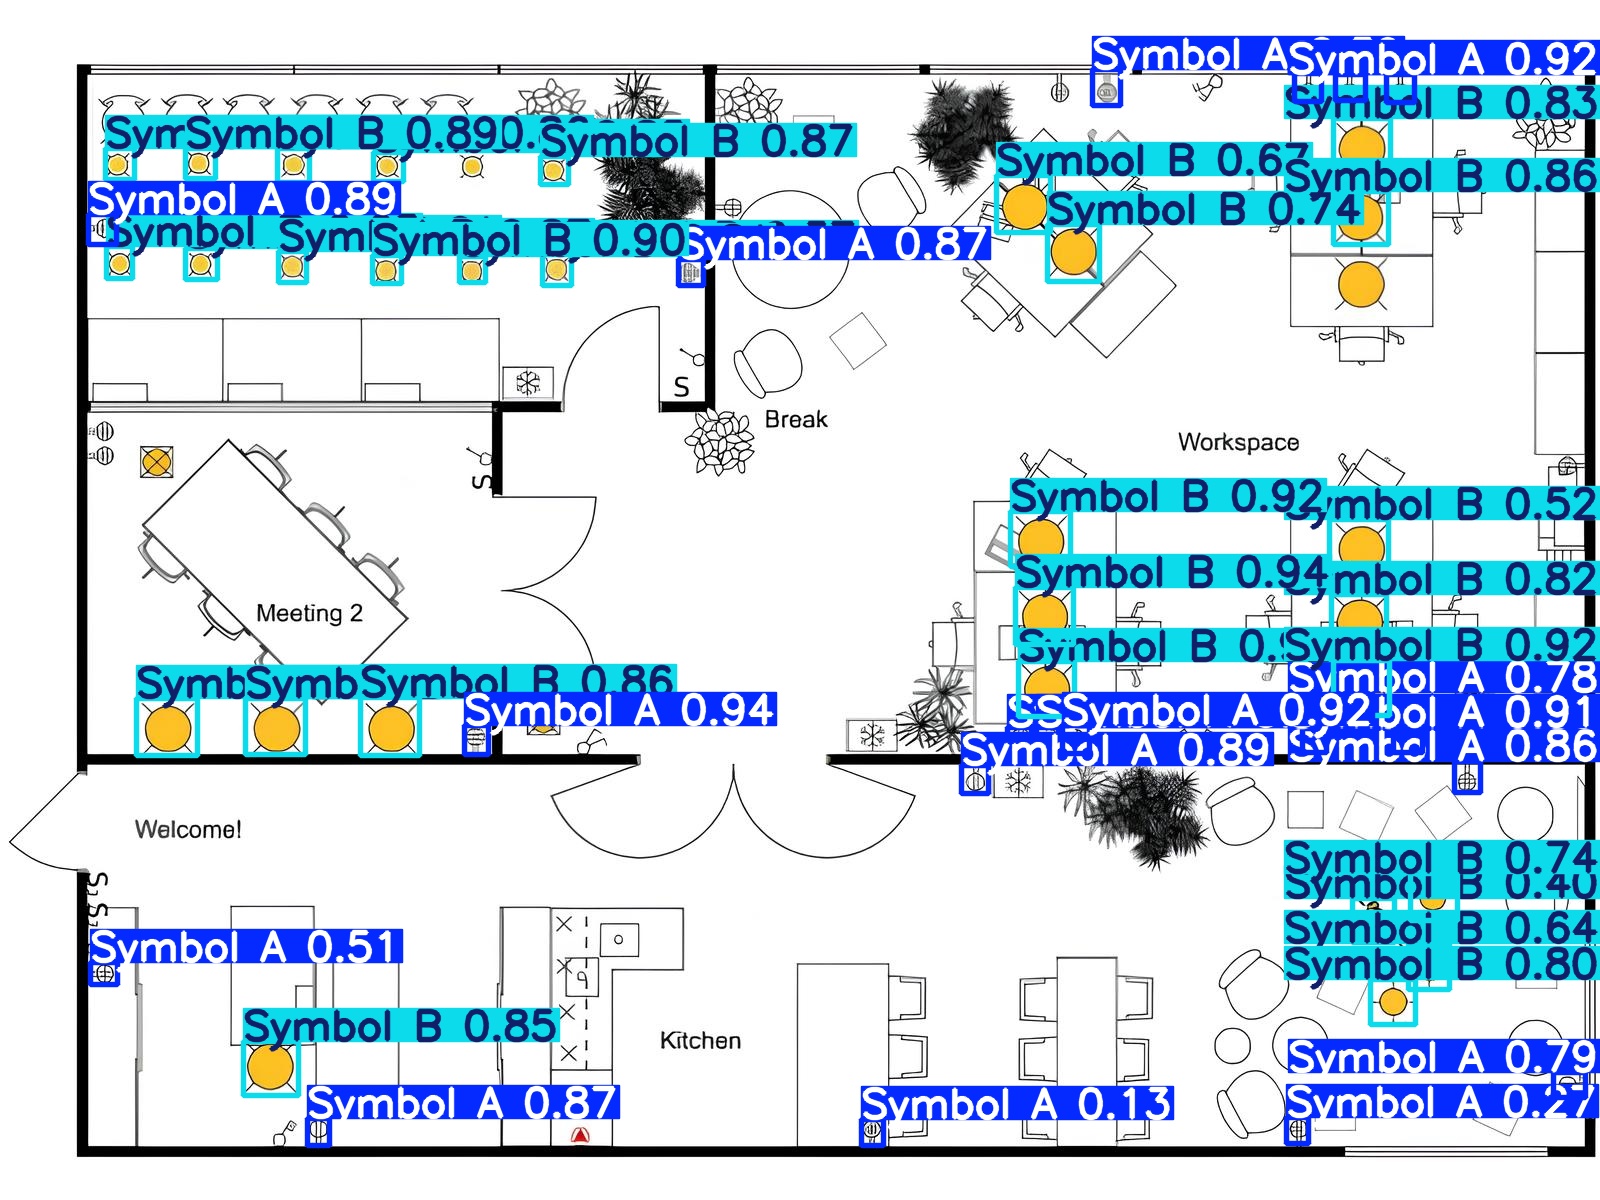 Symbol A
Symbol A 0.92
0.83
Sym
Symbol B 0.890.
Symbol B 0.87
Symbol B 0.67
Symbol B 0.86
Symbol A 0.89
Symbol B 0.74
Symbol
Sym
Symbol B 0.90
Symbol A 0.87
S
Break
Workspace
S
Symbol B 0.92
Symbol B 0.52
Symbol B 0.94
mbol B 0.82
Meeting 2
Symbol B 0.9
Symbol B 0.92
Symb
Symb
Symbol B 0.86
Symbol A 0.78
Symbol A 0.94
SS
Symbol A 0.92
bol A 0.91
Symbol A 0.89
Symbol A 0.86
Welcome!
S
S
Symbol B 0.74
Symbol B 0.40
Symbol B 0.64
Symbol A 0.51
Symbol B 0.80
Symbol B 0.85
Kitchen
Symbol A 0.79
Symbol A 0.87
Symbol A 0.13
Symbol A 0.27